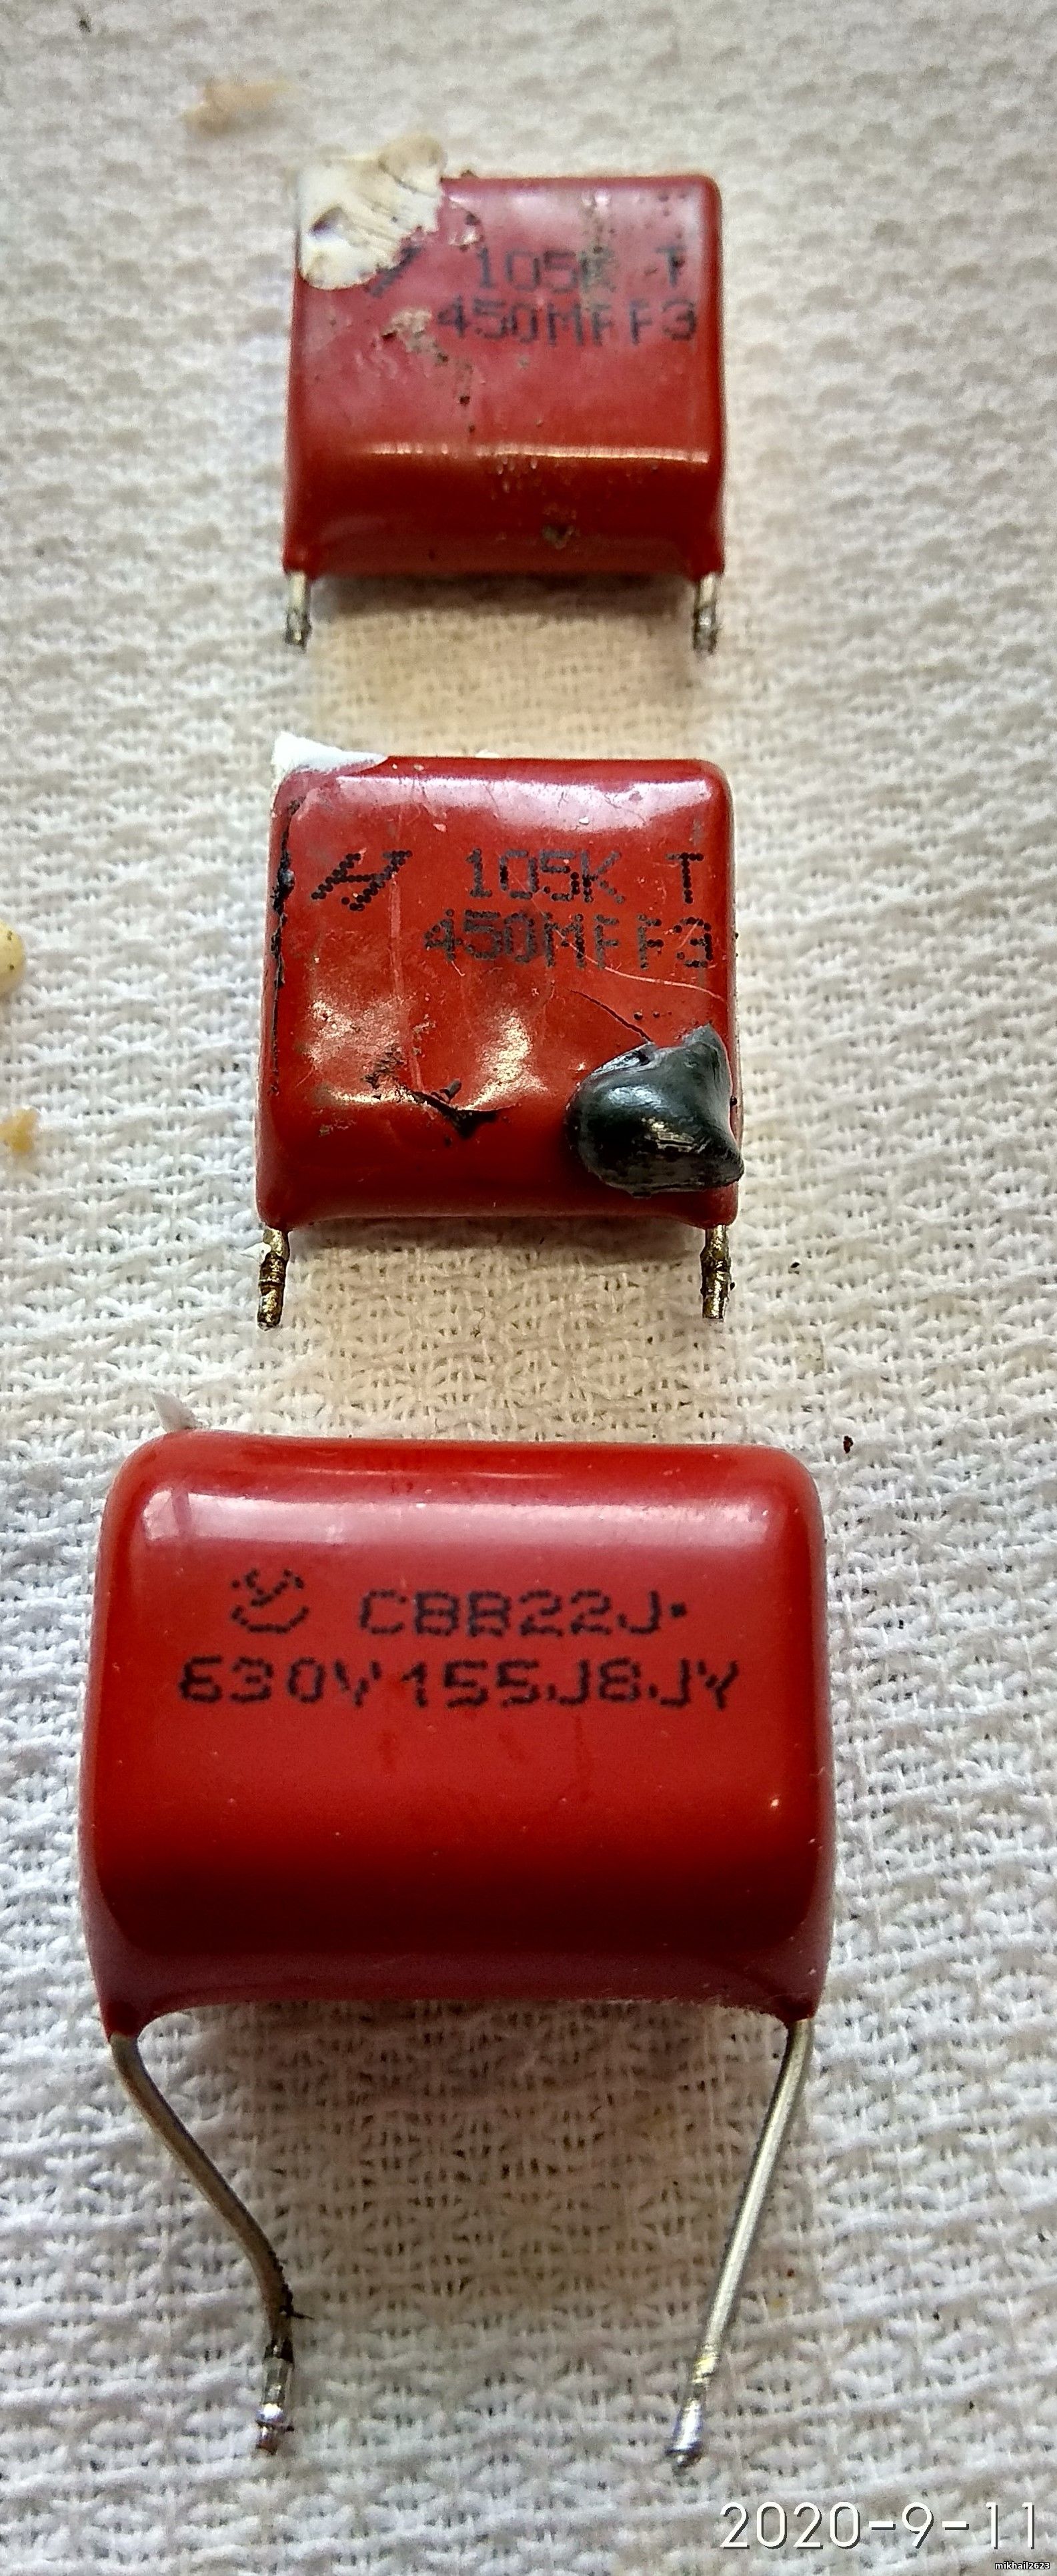 105K T
450MFF3
105K T
450MFF3
CBB22J.
630V155J8JY
2020-9-11
mikhail2623